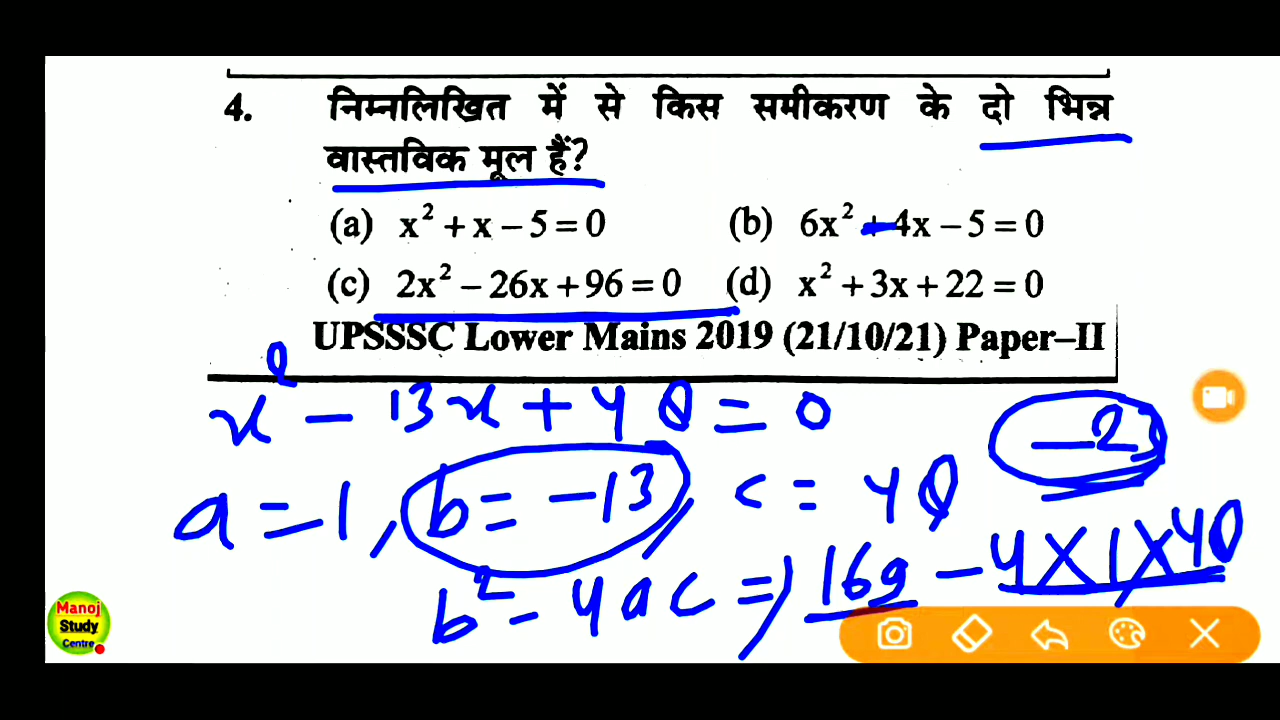 4. निम्नलिखित में से किस समीकरण के दो भिन्न
वास्तविक मूल हैं?
(a) x² + x – 5 = 0 (b) 6x² – 4x – 5 = 0
(c) 2x² – 26x + 96 = 0 (d) x² + 3x + 22 = 0
UPSSSC Lower Mains 2019 (21/10/21) Paper–II
x² – 13x + 48 = 0
– 23
a = 1, b = –13, c = 48
b² – 4ac ⇒ 169 – 4×1×48
Manoj
Study
Centre